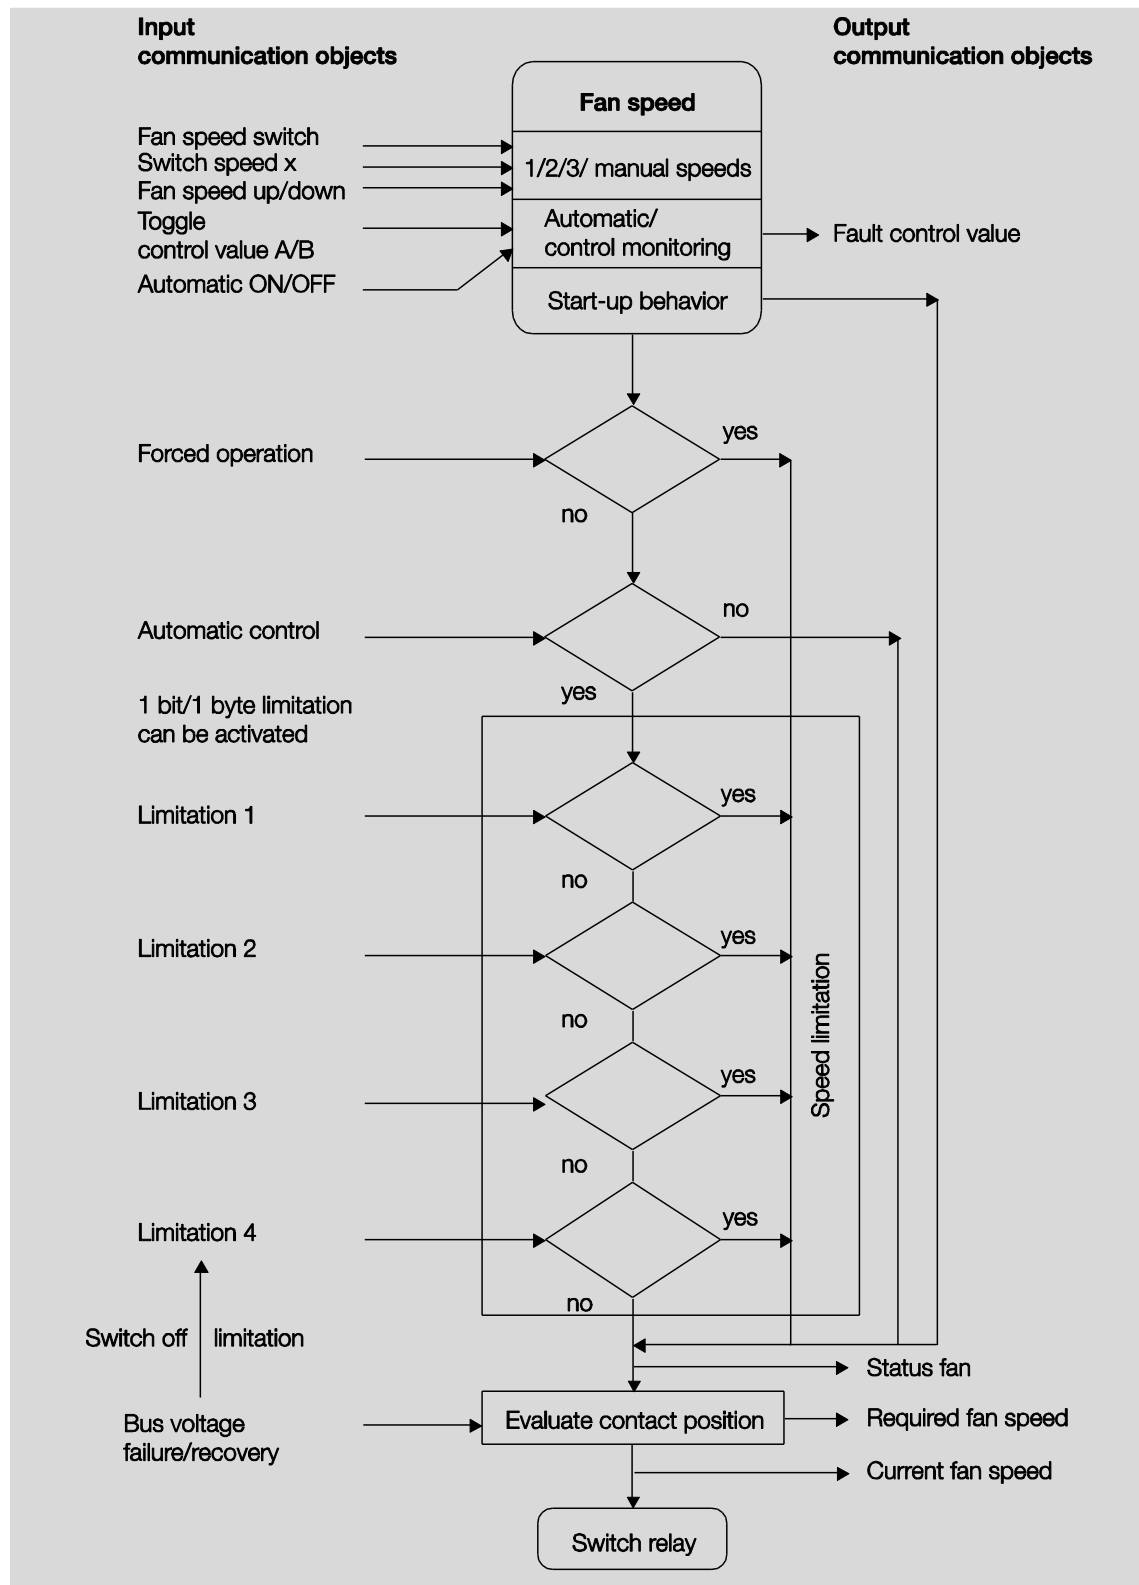 Input
communication objects
Output
communication objects
Fan speed
Fan speed switch
Switch speed x
Fan speed up/down
1/2/3/ manual speeds
Toggle
control value A/B
Automatic/
control monitoring
Fault control value
Automatic ON/OFF
Start-up behavior
yes
Forced operation
no
no
Automatic control
yes
1 bit/1 byte limitation
can be activated
yes
Limitation 1
no
yes
Limitation 2
no
Speed limitation
yes
Limitation 3
no
yes
Limitation 4
no
Switch off limitation
Status fan
Bus voltage
failure/recovery
Evaluate contact position
Required fan speed
Current fan speed
Switch relay